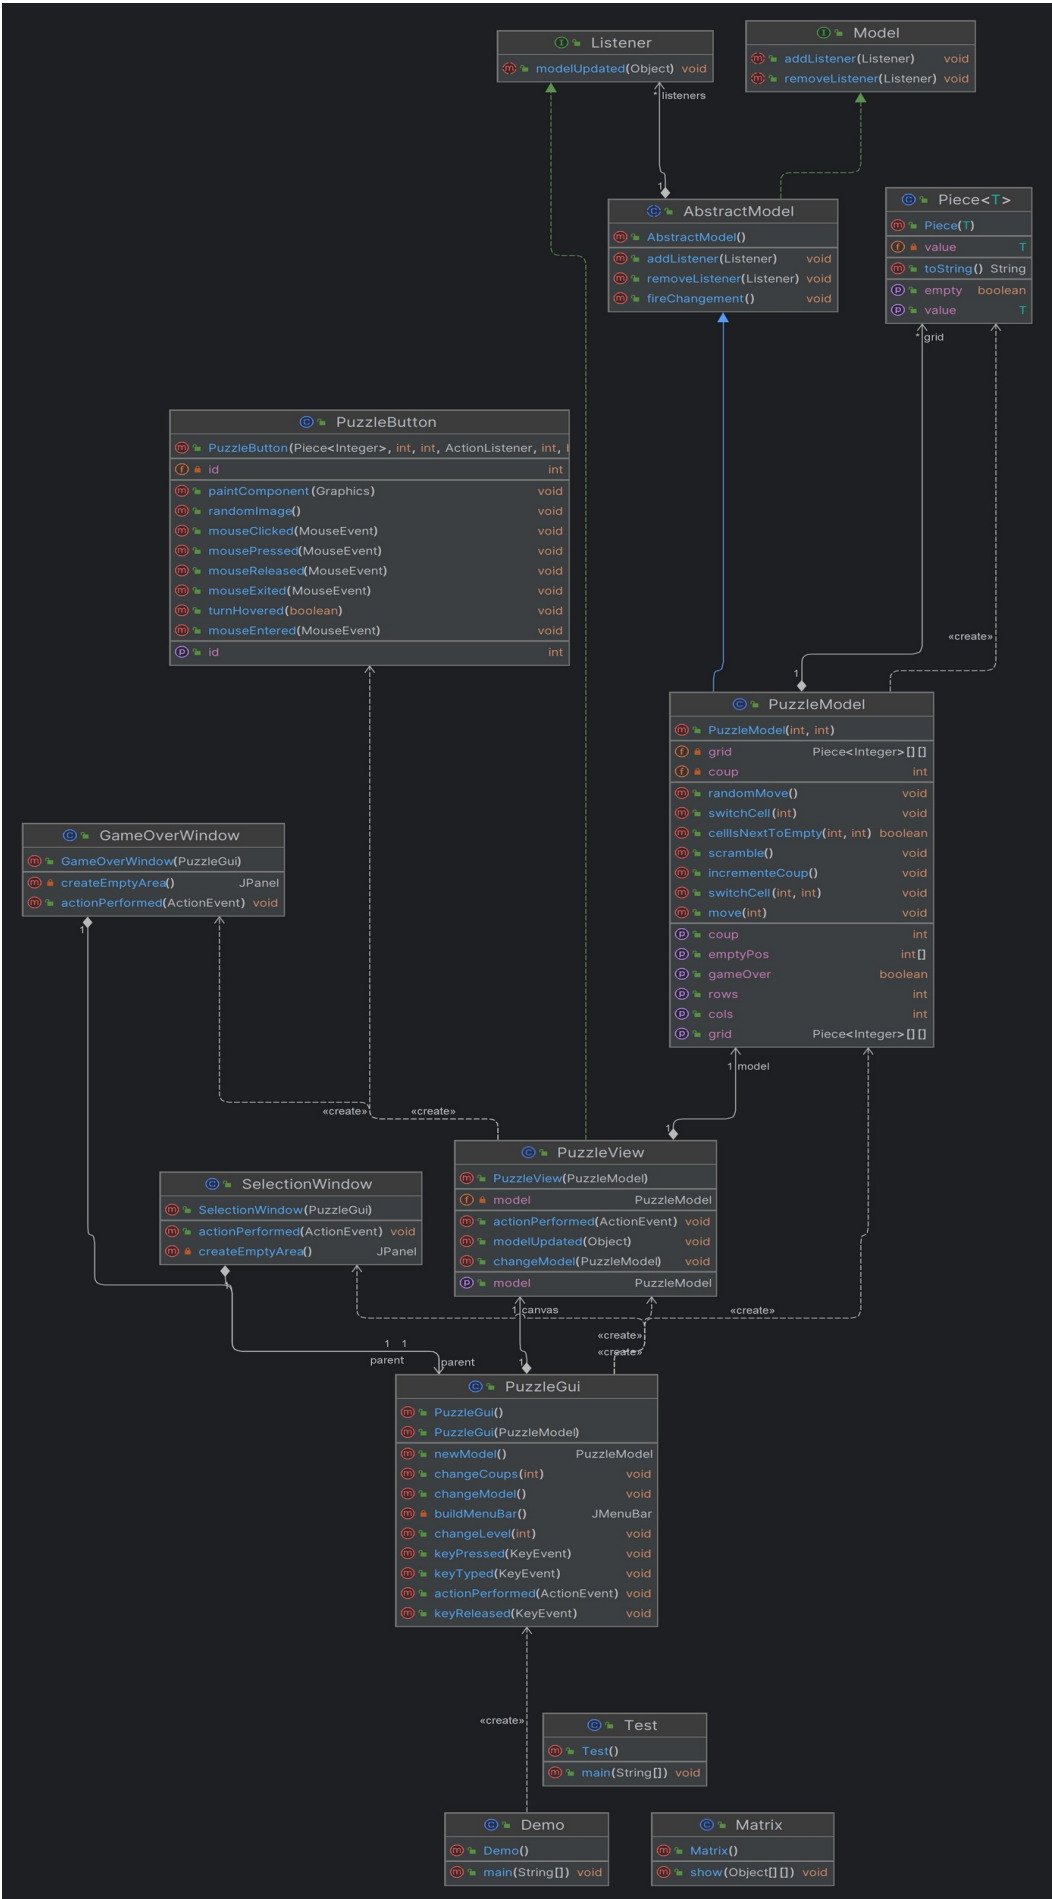 Listener
modelUpdated(Object) void
Model
addListener(Listener) void
removeListener(Listener) void
* listeners
1
AbstractModel
AbstractModel()
addListener(Listener) void
removeListener(Listener) void
fireChangement() void
Piece<T>
Piece(T)
value T
toString() String
empty boolean
value T
* grid
«create»
1
PuzzleButton
PuzzleButton(Piece<Integer>, int, int, ActionListener, int,
id int
paintComponent(Graphics) void
randomImage() void
mouseClicked(MouseEvent) void
mousePressed(MouseEvent) void
mouseReleased(MouseEvent) void
mouseExited(MouseEvent) void
turnHovered(boolean) void
mouseEntered(MouseEvent) void
id int
PuzzleModel
PuzzleModel(int, int)
grid Piece<Integer>[][]
coup int
randomMove() void
switchCell(int) void
cellIsNextToEmpty(int, int) boolean
scramble() void
incrementeCoup() void
switchCell(int, int) void
move(int) void
coup int
emptyPos int[]
gameOver boolean
rows int
cols int
grid Piece<Integer>[][]
GameOverWindow
GameOverWindow(PuzzleGui)
createEmptyArea() JPanel
actionPerformed(ActionEvent) void
1
1 model
«create» «create»
1
PuzzleView
PuzzleView(PuzzleModel)
model PuzzleModel
actionPerformed(ActionEvent) void
modelUpdated(Object) void
changeModel(PuzzleModel) void
model PuzzleModel
SelectionWindow
SelectionWindow(PuzzleGui)
actionPerformed(ActionEvent) void
createEmptyArea() JPanel
1
1 canvas
«create»
«create»
«create»
1 1
parent
parent
1
PuzzleGui
PuzzleGui()
PuzzleGui(PuzzleModel)
newModel() PuzzleModel
changeCoups(int) void
changeModel() void
buildMenuBar() JMenuBar
changeLevel(int) void
keyPressed(KeyEvent) void
keyTyped(KeyEvent) void
actionPerformed(ActionEvent) void
keyReleased(KeyEvent) void
«create»
Test
Test()
main(String[]) void
Demo
Demo()
main(String[]) void
Matrix
Matrix()
show(Object[][]) void